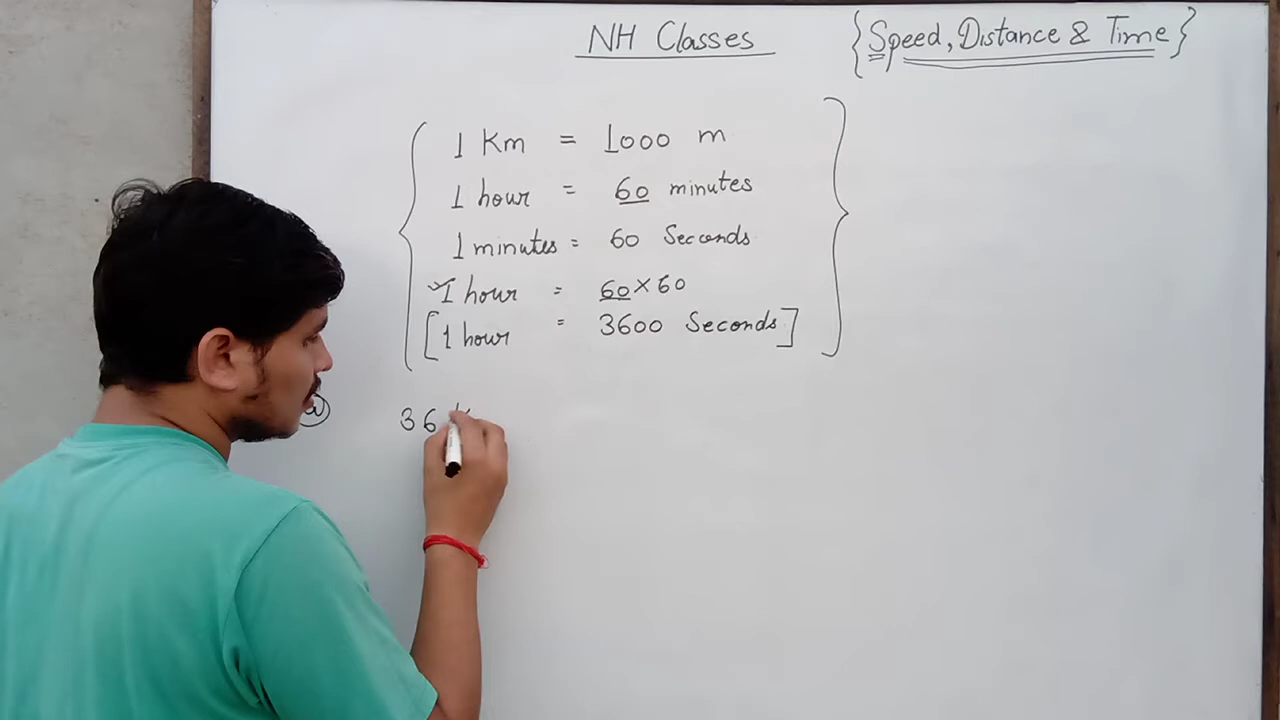 NH Classes {Speed, Distance & Time}
1 Km = 1000 m
1 hour = 60 minutes
1 minutes = 60 Seconds
1 hour = 60×60
[1 hour = 3600 Seconds]
36